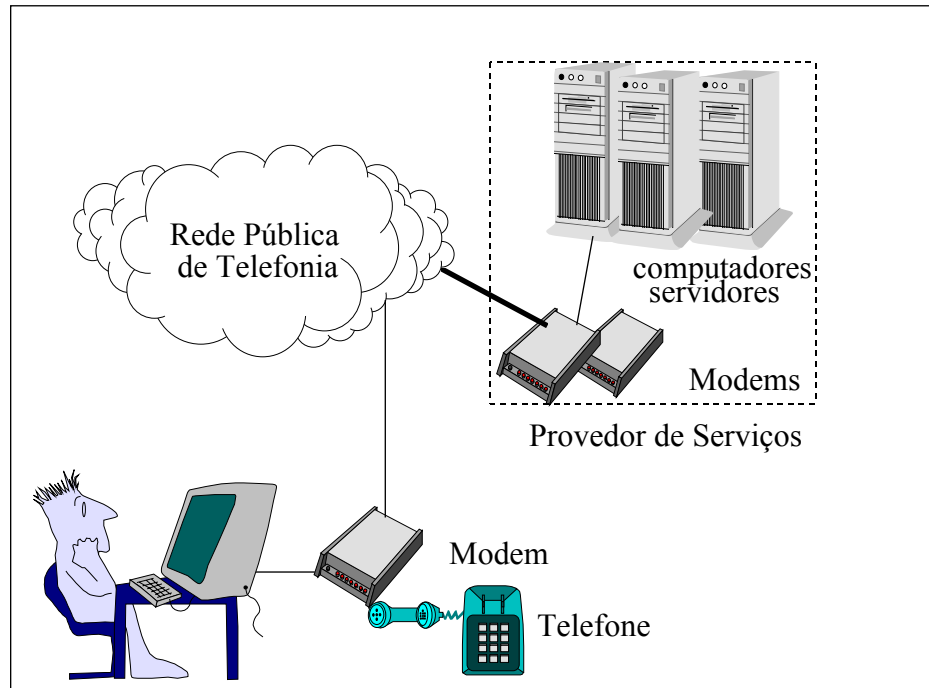 Rede Pública
de Telefonia
computadores
servidores
Modems
Provedor de Serviços
Modem
Telefone